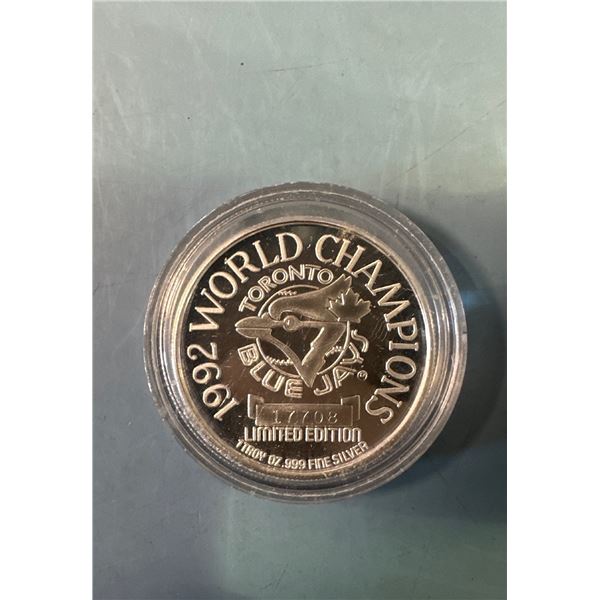 1992 WORLD CHAMPIONS
TORONTO
BLUE JAYS ®
17708
LIMITED EDITION
1 TROY OZ .999 FINE SILVER